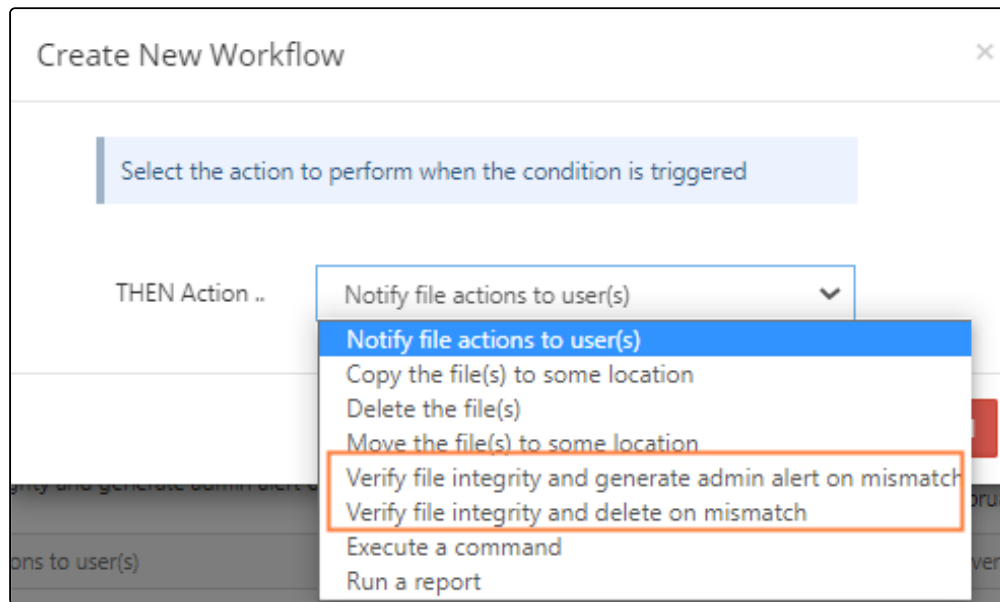 Create New Workflow
×
Select the action to perform when the condition is triggered
THEN Action ..
Notify file actions to user(s)
Notify file actions to user(s)
Copy the file(s) to some location
Delete the file(s)
Move the file(s) to some location
Verify file integrity and generate admin alert on mismatch
Verify file integrity and delete on mismatch
Execute a command
ons to user(s)
Run a report